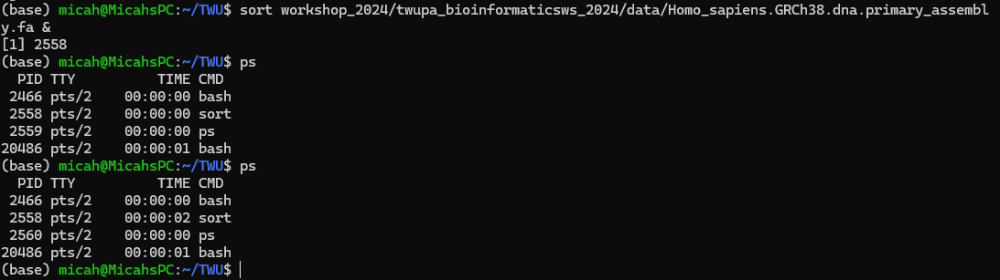 (base) micah@MicahsPC:~/TWU$ sort workshop_2024/twupa_bioinformaticsws_2024/data/Homo_sapiens.GRCh38.dna.primary_assembl
y.fa &
[1] 2558
(base) micah@MicahsPC:~/TWU$ ps
  PID TTY          TIME CMD
 2466 pts/2    00:00:00 bash
 2558 pts/2    00:00:00 sort
 2559 pts/2    00:00:00 ps
20486 pts/2    00:00:01 bash
(base) micah@MicahsPC:~/TWU$ ps
  PID TTY          TIME CMD
 2466 pts/2    00:00:00 bash
 2558 pts/2    00:00:02 sort
 2560 pts/2    00:00:00 ps
20486 pts/2    00:00:01 bash
(base) micah@MicahsPC:~/TWU$